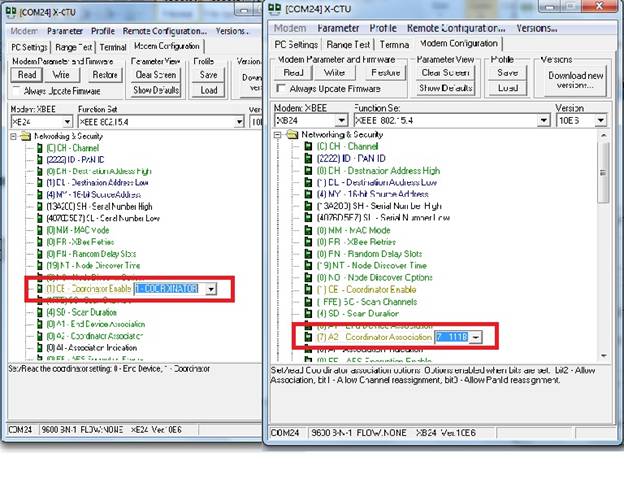 [COM24] X-CTU
Modem Parameter Profile Remote Configuration... Versions...
PC Settings Range Test Terminal Modem Configuration
Modem Parameter and Firmware Parameter View Profile
Read Write Restore Clear Screen Save
Always Update Firmware Show Defaults Load
Modem: XBEE Function Set
XB24 XBEE 802.15.4
Networking & Security
(C) CH - Channel
(2222) ID - PAN ID
(0) DH - Destination Address High
(1) DL - Destination Address Low
(4) MY - 16-bit Source Address
(13A200) SH - Serial Number High
(4070D5E7) SL - Serial Number Low
(0) MM - MAC Mode
(0) RR - XBee Retries
(0) RN - Random Delay Slots
(19) NT - Node Discover Time
(0) NO - Node Discover Options
(1) CE - Coordinator Enable 1 - COORDINATOR
(1FFE) SC - Scan Channels
(4) SD - Scan Duration
(0) A1 - End Device Association
(0) A2 - Coordinator Association
(0) AI - Association Indication
Set/Read the coordinator setting: 0 - End Device, 1 - Coordinator
COM24 9600 8-N-1 FLOW:NONE XB24 Ver:10E6
[COM24] X-CTU
Modem Parameter Profile Remote Configuration... Versions...
PC Settings Range Test Terminal Modem Configuration
Modem Parameter and Firmware Parameter View Profile Versions
Read Write Restore Clear Screen Save Download new
versions...
Always Update Firmware Show Defaults Load
Modem: XBEE Function Set Version
XB24 XBEE 802.15.4 10E6
Networking & Security
(C) CH - Channel
(2222) ID - PAN ID
(0) DH - Destination Address High
(1) DL - Destination Address Low
(4) MY - 16-bit Source Address
(13A200) SH - Serial Number High
(4070D5E7) SL - Serial Number Low
(0) MM - MAC Mode
(0) RR - XBee Retries
(0) RN - Random Delay Slots
(19) NT - Node Discover Time
(0) NO - Node Discover Options
(1) CE - Coordinator Enable
(1FFE) SC - Scan Channels
(4) SD - Scan Duration
(0) A1 - End Device Association
(7) A2 - Coordinator Association 7 - 111B
(0) AI - Association Indication
(0) EE - AES Encryption Enable
Set/read Coordinator association options. Options enabled when bits are set: bit2 - Allow
Association, bit1 - Allow Channel reassignment, bit0 - Allow PanId reassignment.
COM24 9600 8-N-1 FLOW:NONE XB24 Ver:10E6